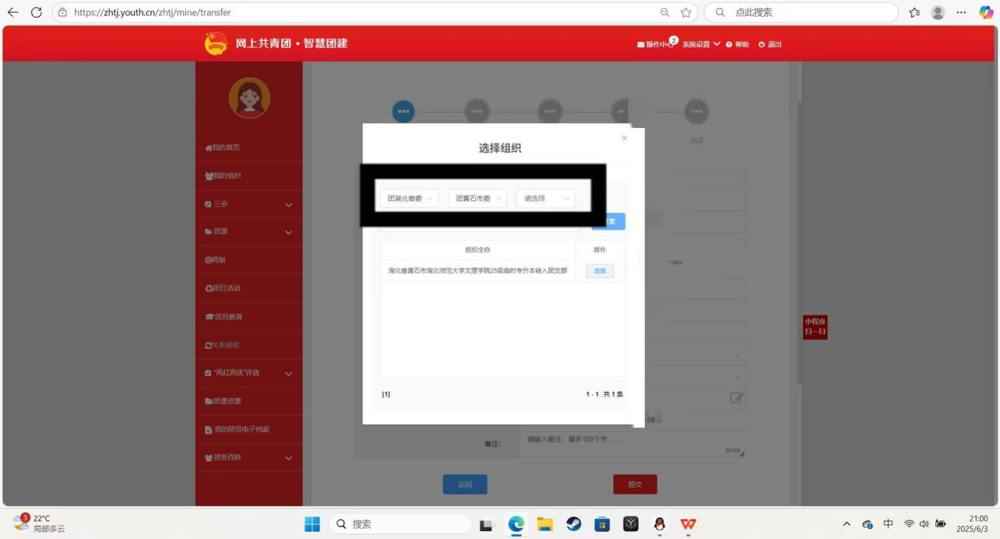 https://zhtj.youth.cn/zhtj/mine/transfer
点此搜索
网上共青团·智慧团建
操作中心 2 系统设置 帮助 退出
我的首页
我的组织
三会
团课
两制
团日活动
团员教育
关系接转
"两红两优"评选
团课资源
我的团员电子档案
团务百科
完成
选择组织
×
团湖北省委 团黄石市委 请选择
索
组织全称 操作
湖北省黄石市湖北师范大学文理学院25级临时专升本转入团支部 选择
[1] 1-1 共1条
:59
备注: 请输入备注，最多100个字……
0/100
返回 提交
小程序
扫一扫
3 22°C
局部多云
搜索
中
21:00
2025/6/3